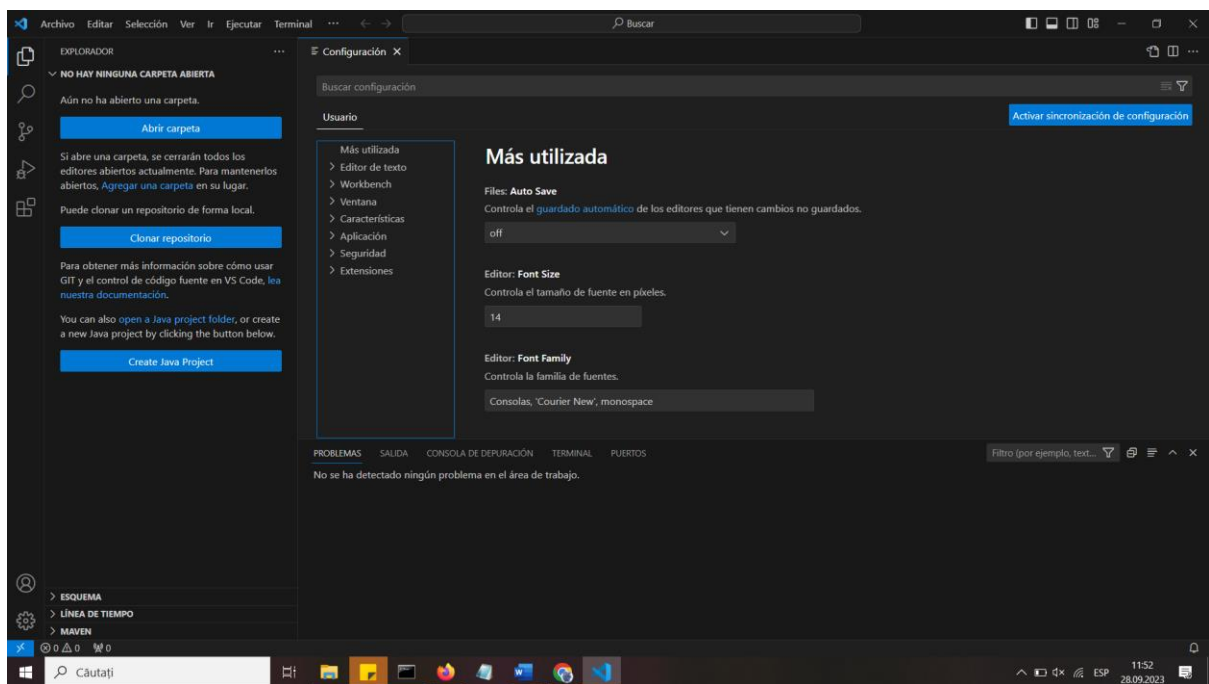 Archivo Editar Selección Ver Ir Ejecutar Terminal ··· Buscar
EXPLORADOR ···
NO HAY NINGUNA CARPETA ABIERTA
Aún no ha abierto una carpeta.
Abrir carpeta
Si abre una carpeta, se cerrarán todos los
editores abiertos actualmente. Para mantenerlos
abiertos, Agregar una carpeta en su lugar.
Puede clonar un repositorio de forma local.
Clonar repositorio
Para obtener más información sobre cómo usar
GIT y el control de código fuente en VS Code, lea
nuestra documentación.
You can also open a Java project folder, or create
a new Java project by clicking the button below.
Create Java Project
ESQUEMA
LÍNEA DE TIEMPO
MAVEN
Configuración
Buscar configuración
Usuario
Activar sincronización de configuración
Más utilizada
Editor de texto
Workbench
Ventana
Características
Aplicación
Seguridad
Extensiones
Más utilizada
Files: Auto Save
Controla el guardado automático de los editores que tienen cambios no guardados.
off
Editor: Font Size
Controla el tamaño de fuente en píxeles.
14
Editor: Font Family
Controla la familia de fuentes.
Consolas, 'Courier New', monospace
PROBLEMAS SALIDA CONSOLA DE DEPURACIÓN TERMINAL PUERTOS
Filtro (por ejemplo, text...
No se ha detectado ningún problema en el área de trabajo.
0 0 0
Căutați
ESP
11:52
28.09.2023